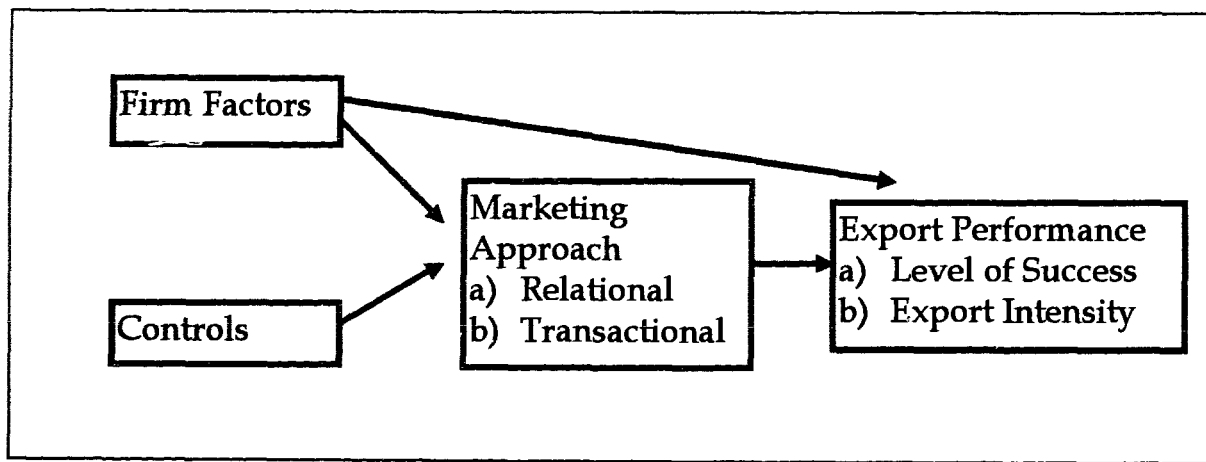 Firm Factors
Marketing
Approach
a) Relational
b) Transactional
Export Performance
a) Level of Success
b) Export Intensity
Controls